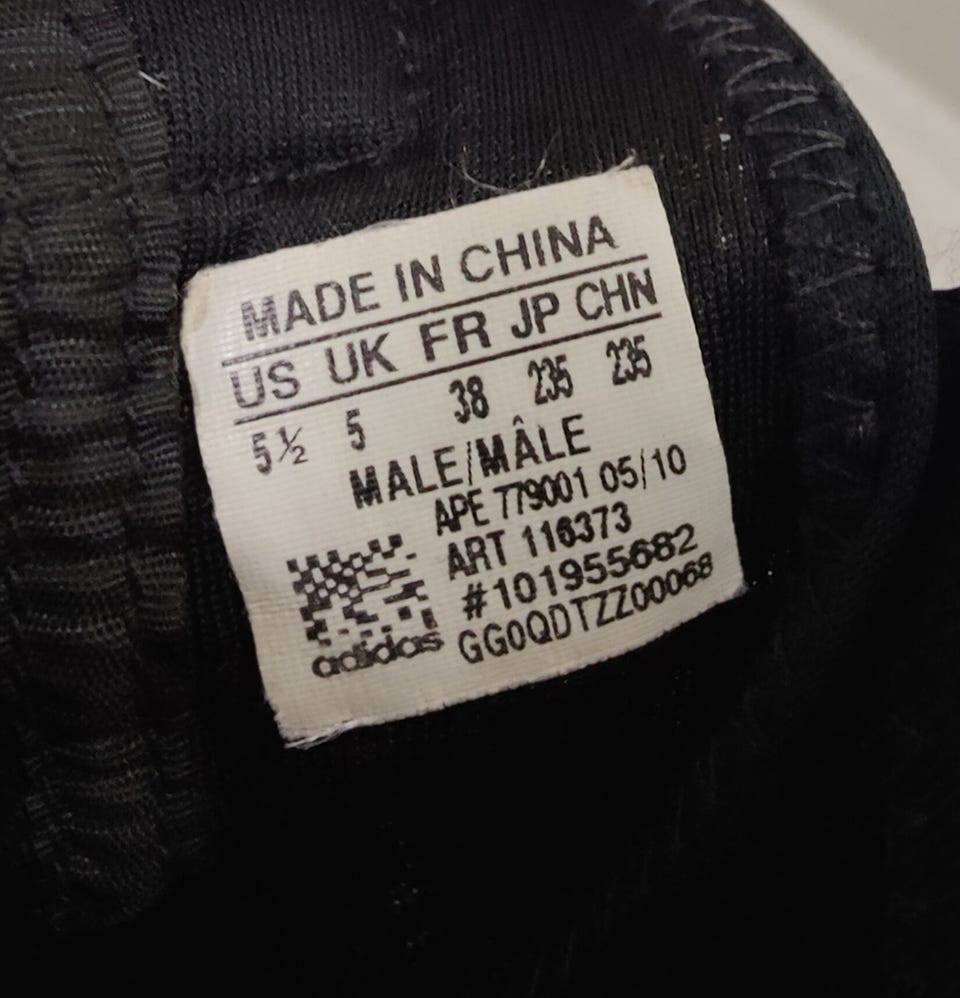 MADE IN CHINA
US UK FR JP CHN
5½ 5 38 235 235
MALE/MÂLE
APE 779001 05/10
ART 116373
#101955682
GG0QDTZZ00068
adidas